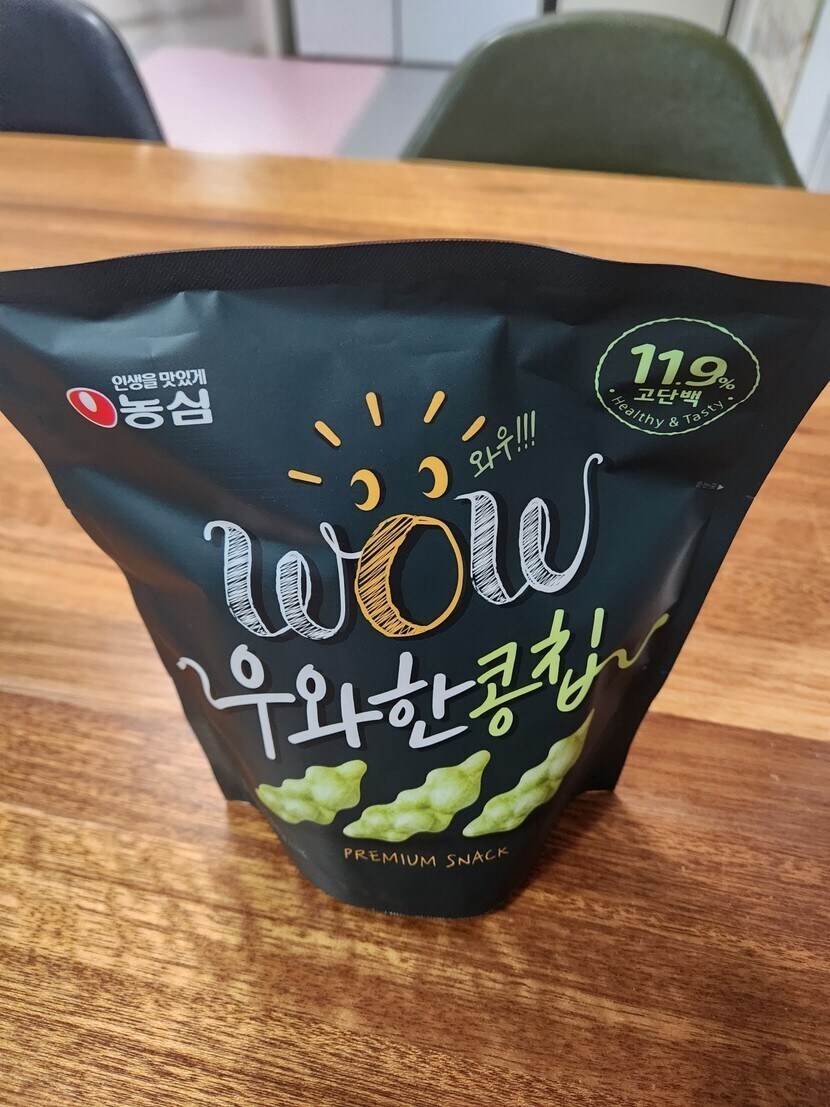 인생을 맛있게
농심
11.9%
고단백
Healthy & Tasty
와우!!!
WOW
우와한콩칩
PREMIUM SNACK